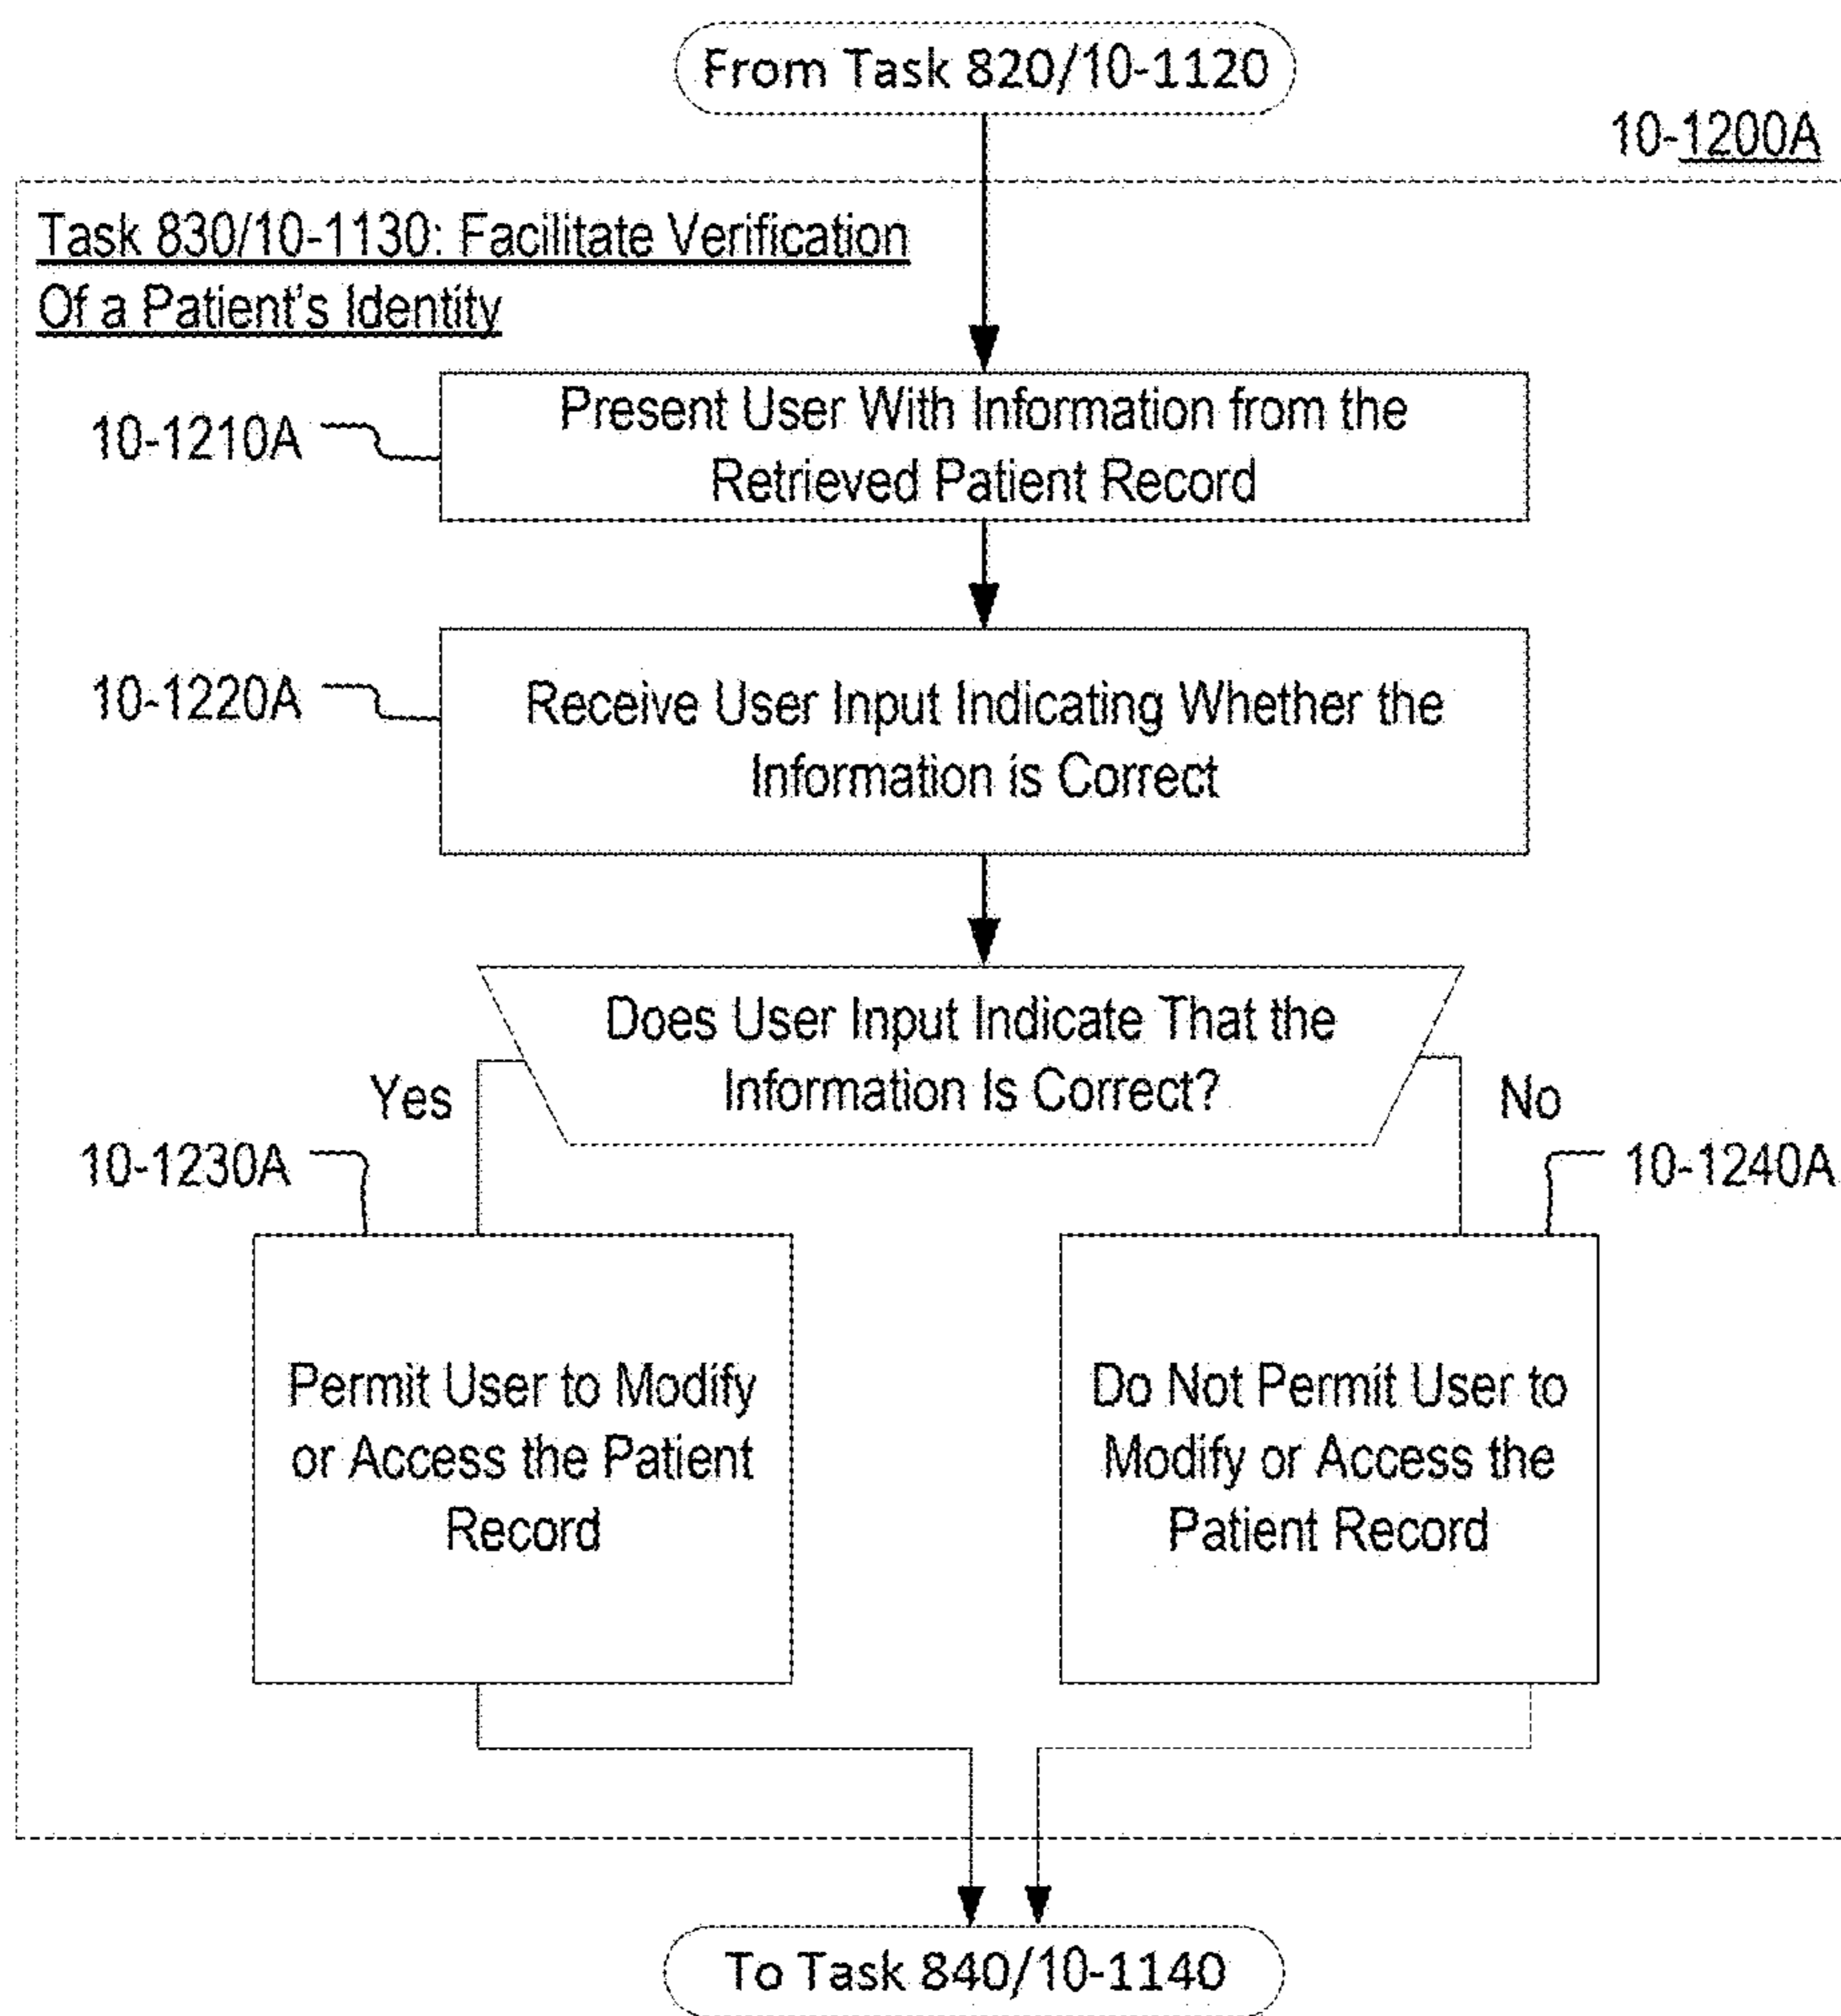 From Task 820/10-1120
10-1200A
Task 830/10-1130: Facilitate Verification
Of a Patient's Identity
10-1210A
Present User With Information from the
Retrieved Patient Record
10-1220A
Receive User Input Indicating Whether the
Information is Correct
Does User Input Indicate That the
Information Is Correct?
Yes
No
10-1230A
10-1240A
Permit User to Modify
or Access the Patient
Record
Do Not Permit User to
Modify or Access the
Patient Record
To Task 840/10-1140